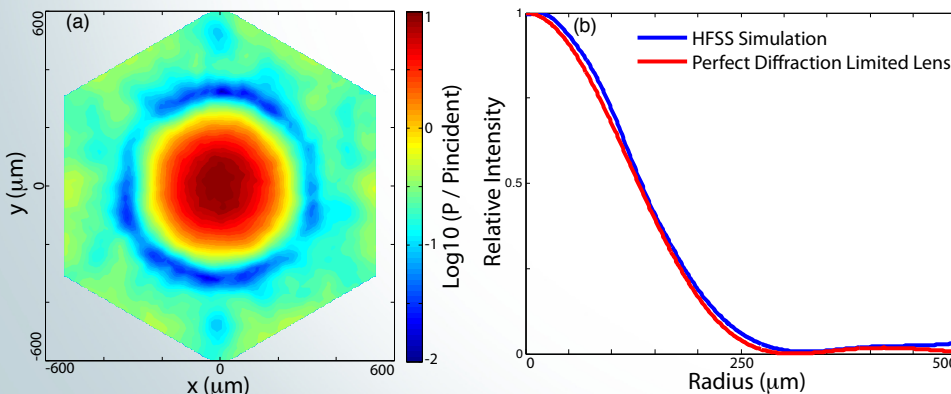 (a)
600
0
-600
y (μm)
-600
0
600
x (μm)
1
0
-1
-2
Log10 (P / Pincident)
(b)
HFSS Simulation
Perfect Diffraction Limited Lens
1
0.5
0
Relative Intensity
0
250
500
Radius (μm)